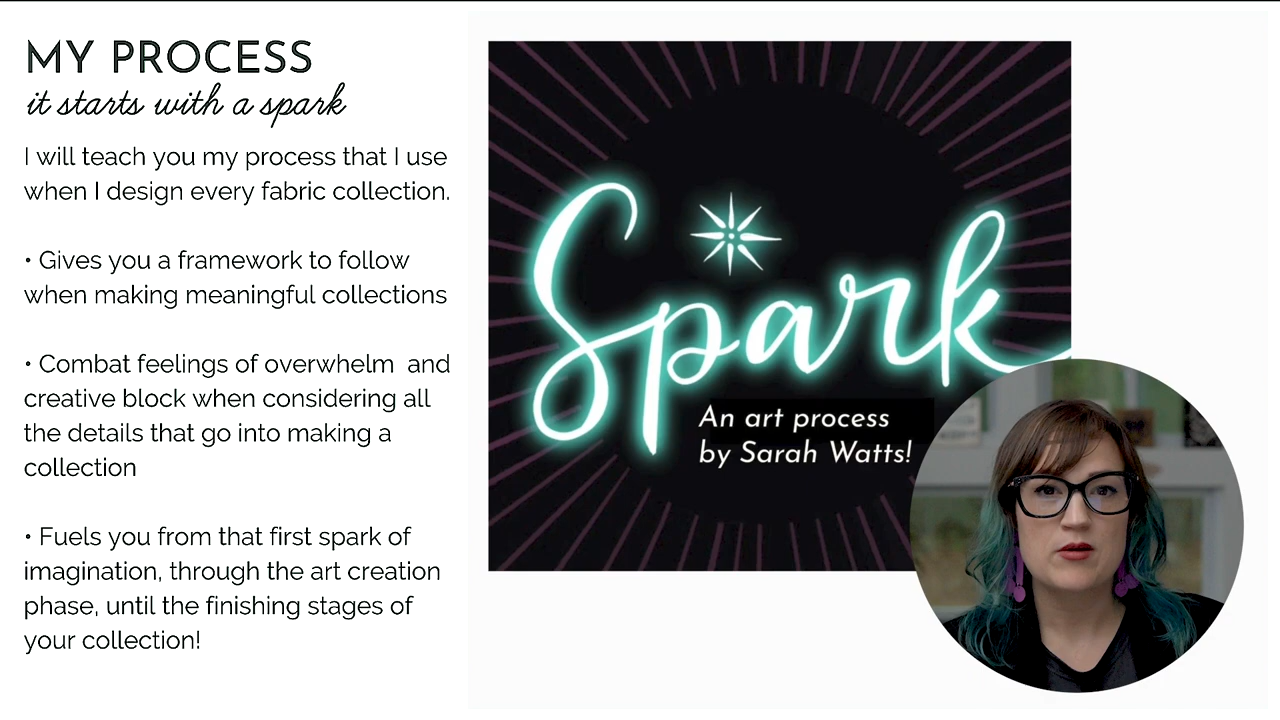 MY PROCESS
it starts with a spark
I will teach you my process that I use
when I design every fabric collection.
• Gives you a framework to follow
when making meaningful collections
• Combat feelings of overwhelm  and
creative block when considering all
the details that go into making a
collection
• Fuels you from that first spark of
imagination, through the art creation
phase, until the finishing stages of
your collection!
Spark
An art process
by Sarah Watts!